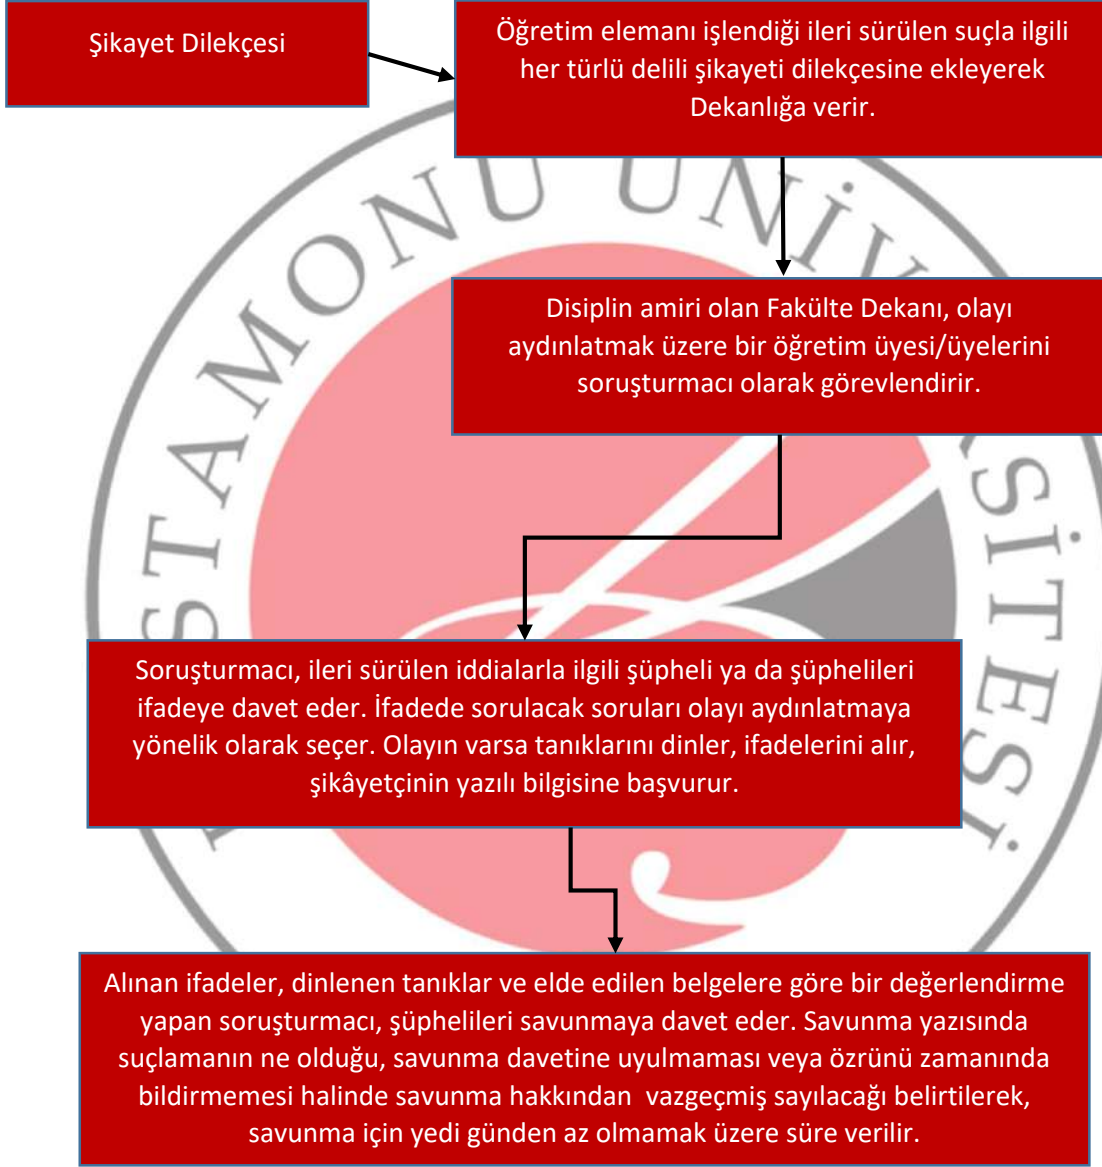 Şikayet Dilekçesi
Öğretim elemanı işlendiği ileri sürülen suçla ilgili
her türlü delili şikayeti dilekçesine ekleyerek
Dekanlığa verir.
Disiplin amiri olan Fakülte Dekanı, olayı
aydınlatmak üzere bir öğretim üyesi/üyelerini
soruşturmacı olarak görevlendirir.
Soruşturmacı, ileri sürülen iddialarla ilgili şüpheli ya da şüphelileri
ifadeye davet eder. İfadede sorulacak soruları olayı aydınlatmaya
yönelik olarak seçer. Olayın varsa tanıklarını dinler, ifadelerini alır,
şikâyetçinin yazılı bilgisine başvurur.
Alınan ifadeler, dinlenen tanıklar ve elde edilen belgelere göre bir değerlendirme
yapan soruşturmacı, şüphelileri savunmaya davet eder. Savunma yazısında
suçlamanın ne olduğu, savunma davetine uyulmaması veya özrünü zamanında
bildirmemesi halinde savunma hakkından  vazgeçmiş sayılacağı belirtilerek,
savunma için yedi günden az olmamak üzere süre verilir.